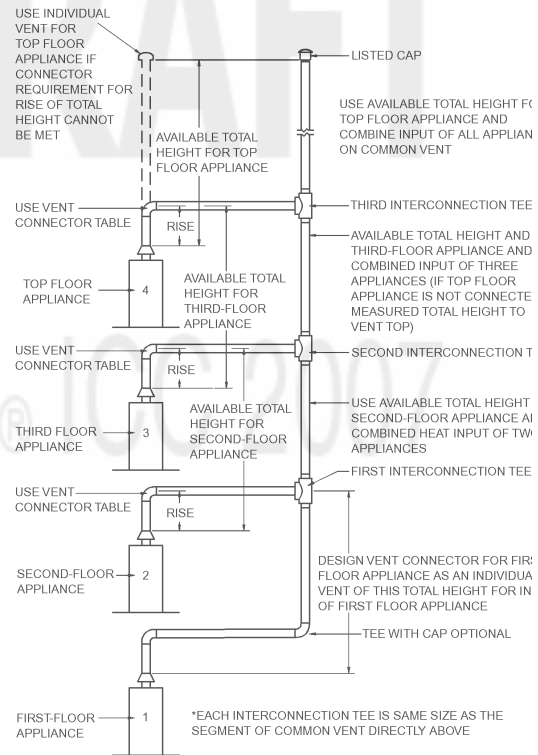 USE INDIVIDUAL
VENT FOR
TOP FLOOR
APPLIANCE IF
CONNECTOR
REQUIREMENT FOR
RISE OF TOTAL
HEIGHT CANNOT
BE MET
LISTED CAP
USE AVAILABLE TOTAL HEIGHT
TOP FLOOR APPLIANCE AND
COMBINE INPUT OF ALL APPLIAN
ON COMMON VENT
AVAILABLE TOTAL
HEIGHT FOR TOP
FLOOR APPLIANCE
USE VENT
CONNECTOR TABLE
RISE
THIRD INTERCONNECTION TEE
AVAILABLE TOTAL HEIGHT AND
THIRD-FLOOR APPLIANCE AND
COMBINED INPUT OF THREE
APPLIANCES (IF TOP FLOOR
APPLIANCE IS NOT CONNECTE
MEASURED TOTAL HEIGHT TO
VENT TOP)
TOP FLOOR
APPLIANCE
4
AVAILABLE TOTAL
HEIGHT FOR
THIRD-FLOOR
APPLIANCE
USE VENT
CONNECTOR TABLE
RISE
SECOND INTERCONNECTION T
AVAILABLE TOTAL
HEIGHT FOR
SECOND-FLOOR
APPLIANCE
USE AVAILABLE TOTAL HEIGHT
SECOND-FLOOR APPLIANCE
COMBINED HEAT INPUT OF
APPLIANCES
THIRD FLOOR
APPLIANCE
3
FIRST INTERCONNECTION TEE
USE VENT
CONNECTOR TABLE
RISE
SECOND-FLOOR
APPLIANCE
2
DESIGN VENT CONNECTOR FOR
FLOOR APPLIANCE AS AN INDIVIDUA
VENT OF THIS TOTAL HEIGHT FOR IN
OF FIRST FLOOR APPLIANCE
TEE WITH CAP OPTIONAL
FIRST-FLOOR
APPLIANCE
1
*EACH INTERCONNECTION TEE IS SAME SIZE AS THE
SEGMENT OF COMMON VENT DIRECTLY ABOVE
® ICC 2007